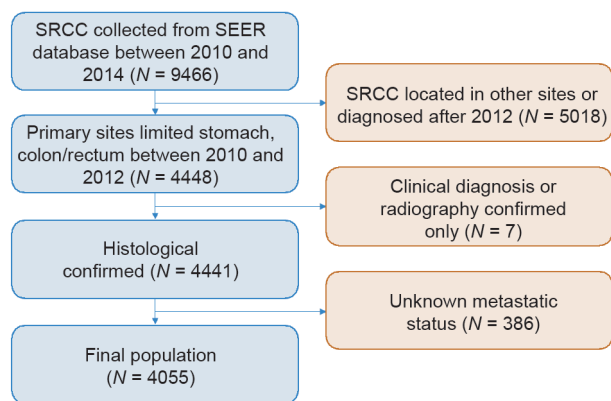 SRCC collected from SEER
database between 2010 and
2014 (N = 9466)
SRCC located in other sites or
diagnosed after 2012 (N = 5018)
Primary sites limited stomach,
colon/rectum between 2010 and
2012 (N = 4448)
Clinical diagnosis or
radiography confirmed
only (N = 7)
Histological
confirmed (N = 4441)
Unknown metastatic
status (N = 386)
Final population
(N = 4055)